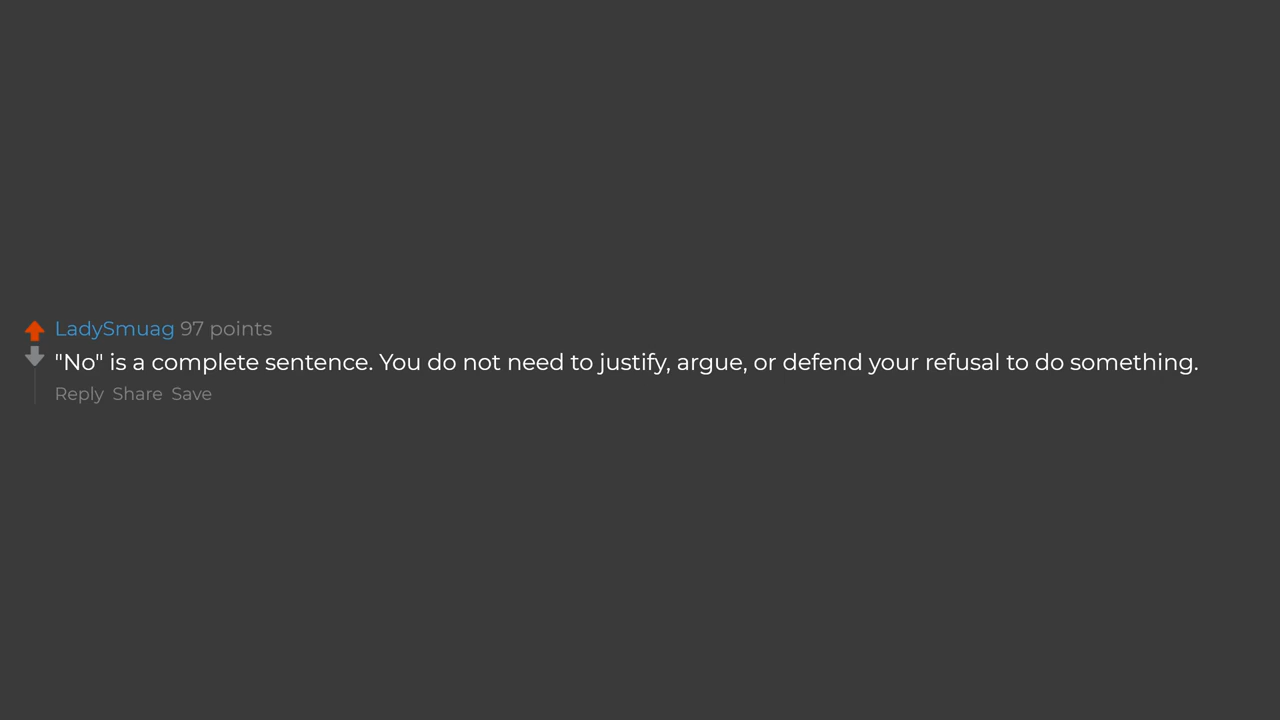 LadySmuag 97 points
"No" is a complete sentence. You do not need to justify, argue, or defend your refusal to do something.
Reply Share Save